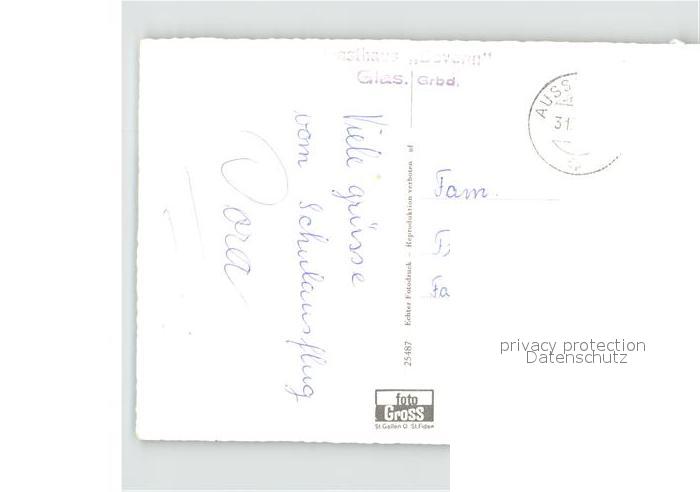 Glas. Grbd.
AUSS
31
Viele grüsse
vom Schulausflug
Dora
Fam.
Fa
25487 Echter Fotodruck – Reproduktion verboten
foto
Gross
St. Gallen O. St. Fiden
privacy protection
Datenschutz